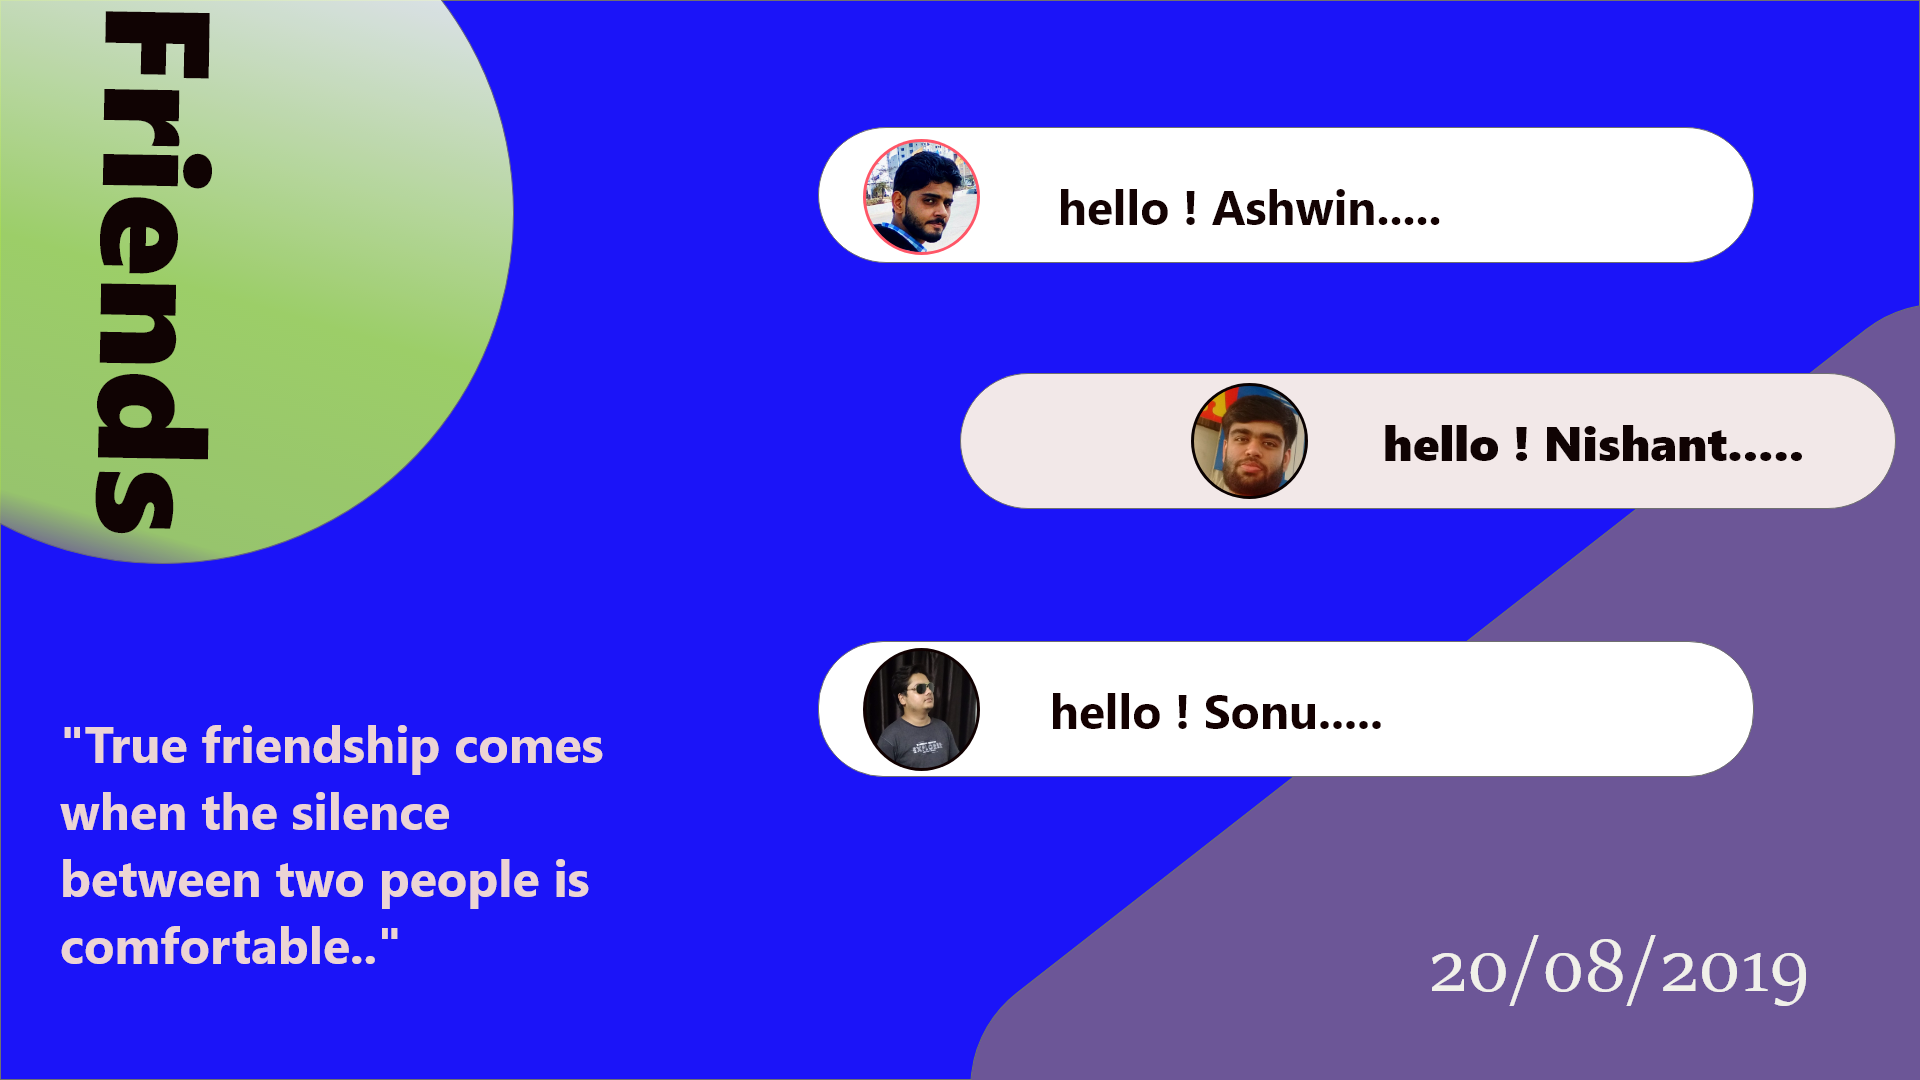 Friends
hello ! Ashwin.....
hello ! Nishant.....
hello ! Sonu.....
"True friendship comes
when the silence
between two people is
comfortable.."
20/08/2019